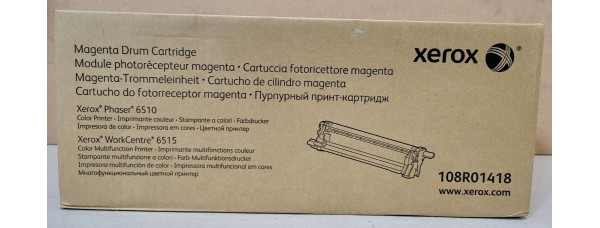 Magenta Drum Cartridge
Module photorécepteur magenta • Cartuccia fotoricettore magenta
Magenta-Trommeleinheit • Cartucho de cilindro magenta
Cartucho do fotorreceptor magenta • Пурпурный принт-картридж
Xerox® Phaser® 6510
Color Printer • Imprimante couleur • Stampante a colori • Farbdrucker
Impresora de color • Impressora em cores • Цветной принтер
Xerox® WorkCentre® 6515
Color Multifunction Printer • Imprimante multifonctions couleur
Stampante multifunzione a colori • Farb-Multifunktionsdrucker
Impresora multifunción de color • Impressora multifuncional em cores
Многофункциональный цветной принтер
xerox ®
108R01418
www.xerox.com